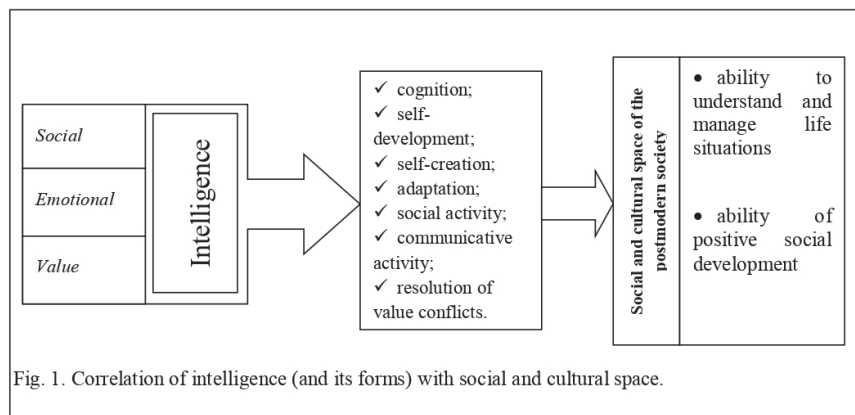 Social
Emotional
Value
Intelligence
✓ cognition;
✓ self-
development;
✓ self-creation;
✓ adaptation;
✓ social activity;
✓ communicative
activity;
✓ resolution of
value conflicts.
Social and cultural space of the
postmodern society
• ability to
understand and
manage life
situations
• ability of
positive social
development
Fig. 1. Correlation of intelligence (and its forms) with social and cultural space.